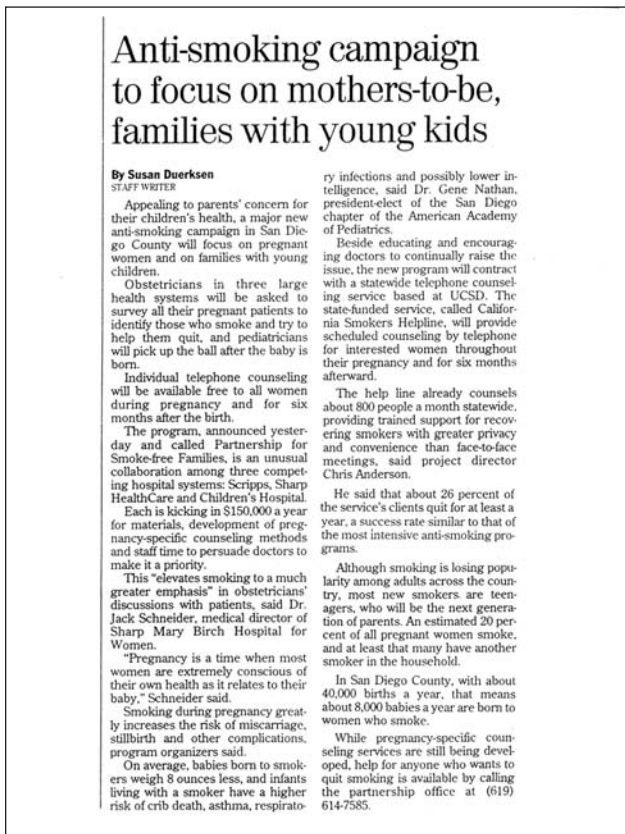 Anti-smoking campaign
to focus on mothers-to-be,
families with young kids
By Susan Duerksen
STAFF WRITER
Appealing to parents' concern for
their children's health, a major new
anti-smoking campaign in San Die-
go County will focus on pregnant
women and on families with young
children.
Obstetricians in three large
health systems will be asked to
survey all their pregnant patients to
identify those who smoke and try to
help them quit, and pediatricians
will pick up the ball after the baby is
born.
Individual telephone counseling
will be available free to all women
during pregnancy and for six
months after the birth.
The program, announced yester-
day and called Partnership for
Smoke-free Families, is an unusual
collaboration among three compet-
ing hospital systems: Scripps, Sharp
HealthCare and Children's Hospital.
Each is kicking in $150,000 a year
for materials, development of preg-
nancy-specific counseling methods
and staff time to persuade doctors to
make it a priority.
This "elevates smoking to a much
greater emphasis" in obstetricians'
discussions with patients, said Dr.
Jack Schneider, medical director of
Sharp Mary Birch Hospital for
Women.
"Pregnancy is a time when most
women are extremely conscious of
their own health as it relates to their
baby," Schneider said.
Smoking during pregnancy great-
ly increases the risk of miscarriage,
stillbirth and other complications,
program organizers said.
On average, babies born to smok-
ers weigh 8 ounces less, and infants
living with a smoker have a higher
risk of crib death, asthma, respirato-
ry infections and possibly lower in-
telligence, said Dr. Gene Nathan,
president-elect of the San Diego
chapter of the American Academy
of Pediatrics.
Beside educating and encourag-
ing doctors to continually raise the
issue, the new program will contract
with a statewide telephone counsel-
ing service based at UCSD. The
state-funded service, called Califor-
nia Smokers Helpline, will provide
scheduled counseling by telephone
for interested women throughout
their pregnancy and for six months
afterward.
The help line already counsels
about 800 people a month statewide,
providing trained support for recov-
ering smokers with greater privacy
and convenience than face-to-face
meetings, said project director
Chris Anderson.
He said that about 26 percent of
the service's clients quit for at least a
year, a success rate similar to that of
the most intensive anti-smoking pro-
grams.
Although smoking is losing popu-
larity among adults across the coun-
try, most new smokers are teen-
agers, who will be the next genera-
tion of parents. An estimated 20 per-
cent of all pregnant women smoke,
and at least that many have another
smoker in the household.
In San Diego County, with about
40,000 births a year, that means
about 8,000 babies a year are born to
women who smoke.
While pregnancy-specific coun-
seling services are still being devel-
oped, help for anyone who wants to
quit smoking is available by calling
the partnership office at (619)
614-7585.